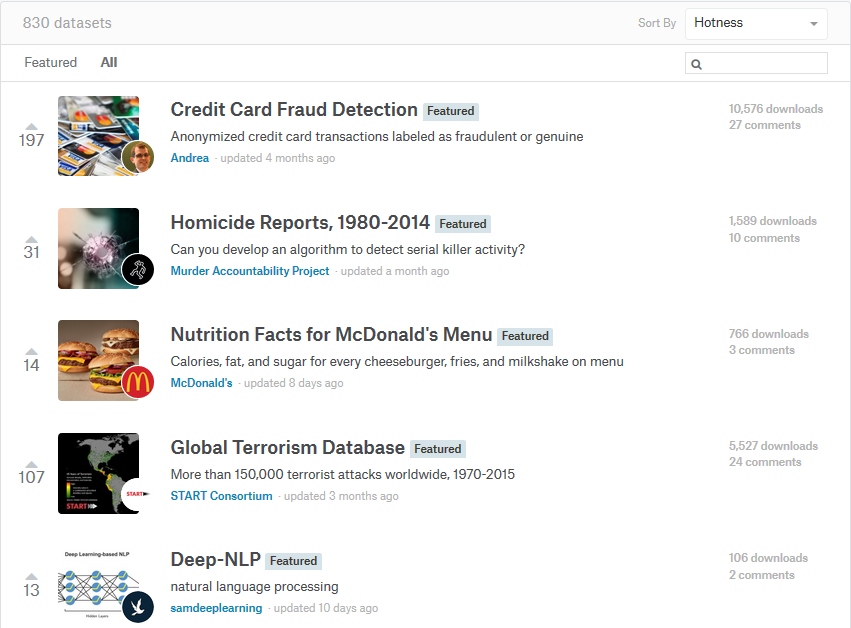 830 datasets
Sort By Hotness
Featured All
197
Credit Card Fraud Detection Featured
Anonymized credit card transactions labeled as fraudulent or genuine
Andrea · updated 4 months ago
10,576 downloads
27 comments
31
Homicide Reports, 1980-2014 Featured
Can you develop an algorithm to detect serial killer activity?
Murder Accountability Project · updated a month ago
1,589 downloads
10 comments
14
Nutrition Facts for McDonald's Menu Featured
Calories, fat, and sugar for every cheeseburger, fries, and milkshake on menu
McDonald's · updated 8 days ago
766 downloads
3 comments
107
START
START
Global Terrorism Database Featured
More than 150,000 terrorist attacks worldwide, 1970-2015
START Consortium · updated 3 months ago
5,527 downloads
24 comments
13
Deep Learning-based NLP
Hidden Layers
Deep-NLP Featured
natural language processing
samdeeplearning · updated 10 days ago
106 downloads
2 comments